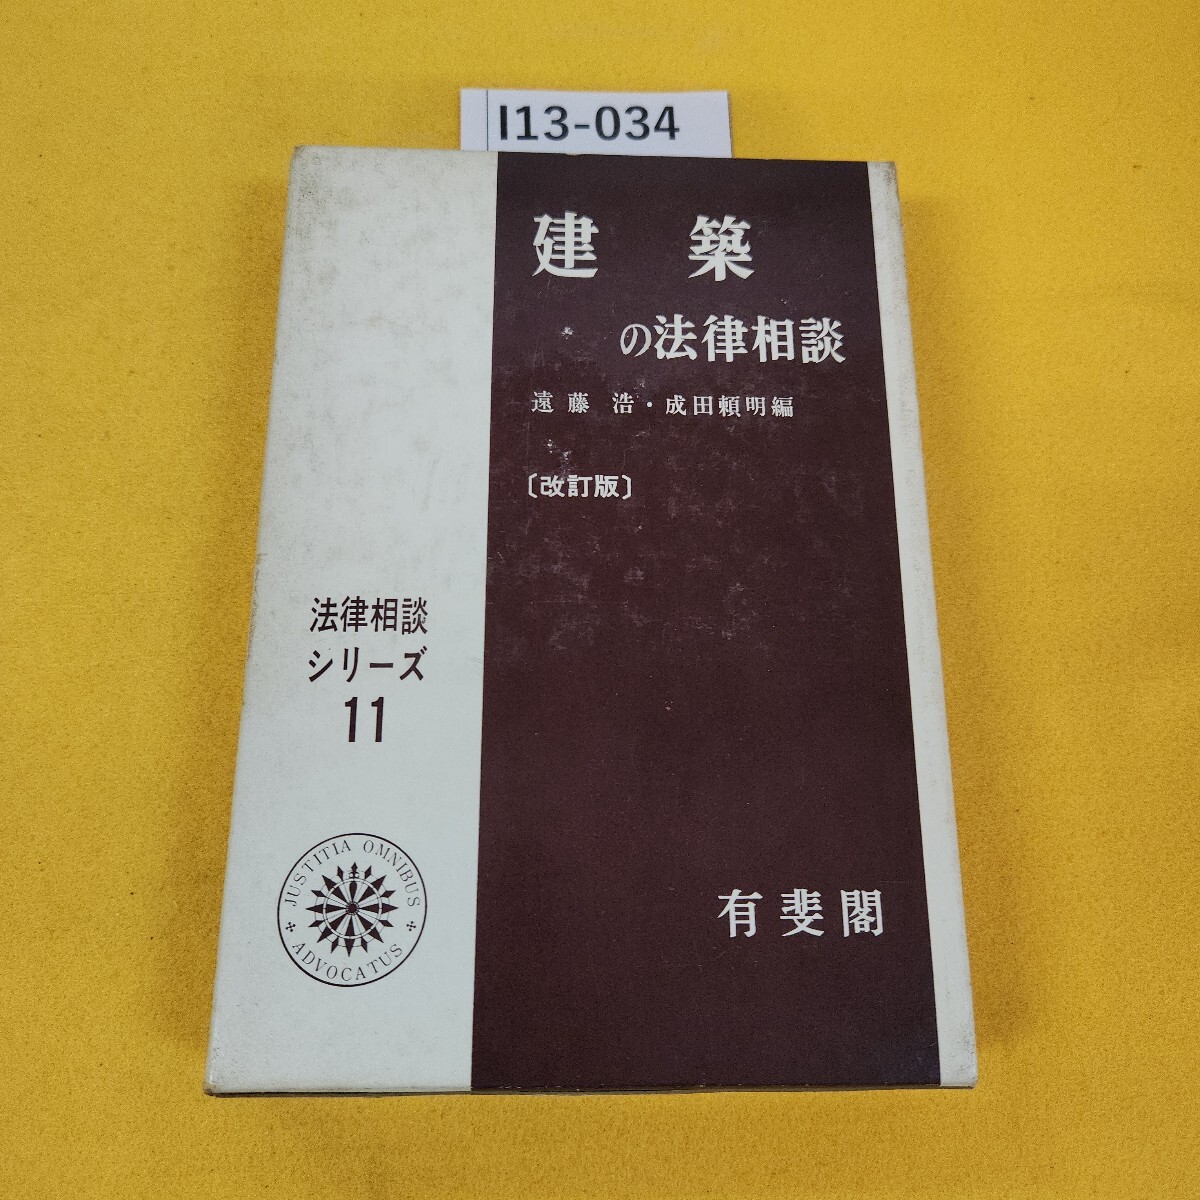 I13-034
建築
の法律相談
遠藤 浩・成田頼明編
〔改訂版〕
法律相談
シリーズ
11
JUSTITIA OMNIBUS
ADVOCATUS
有斐閣